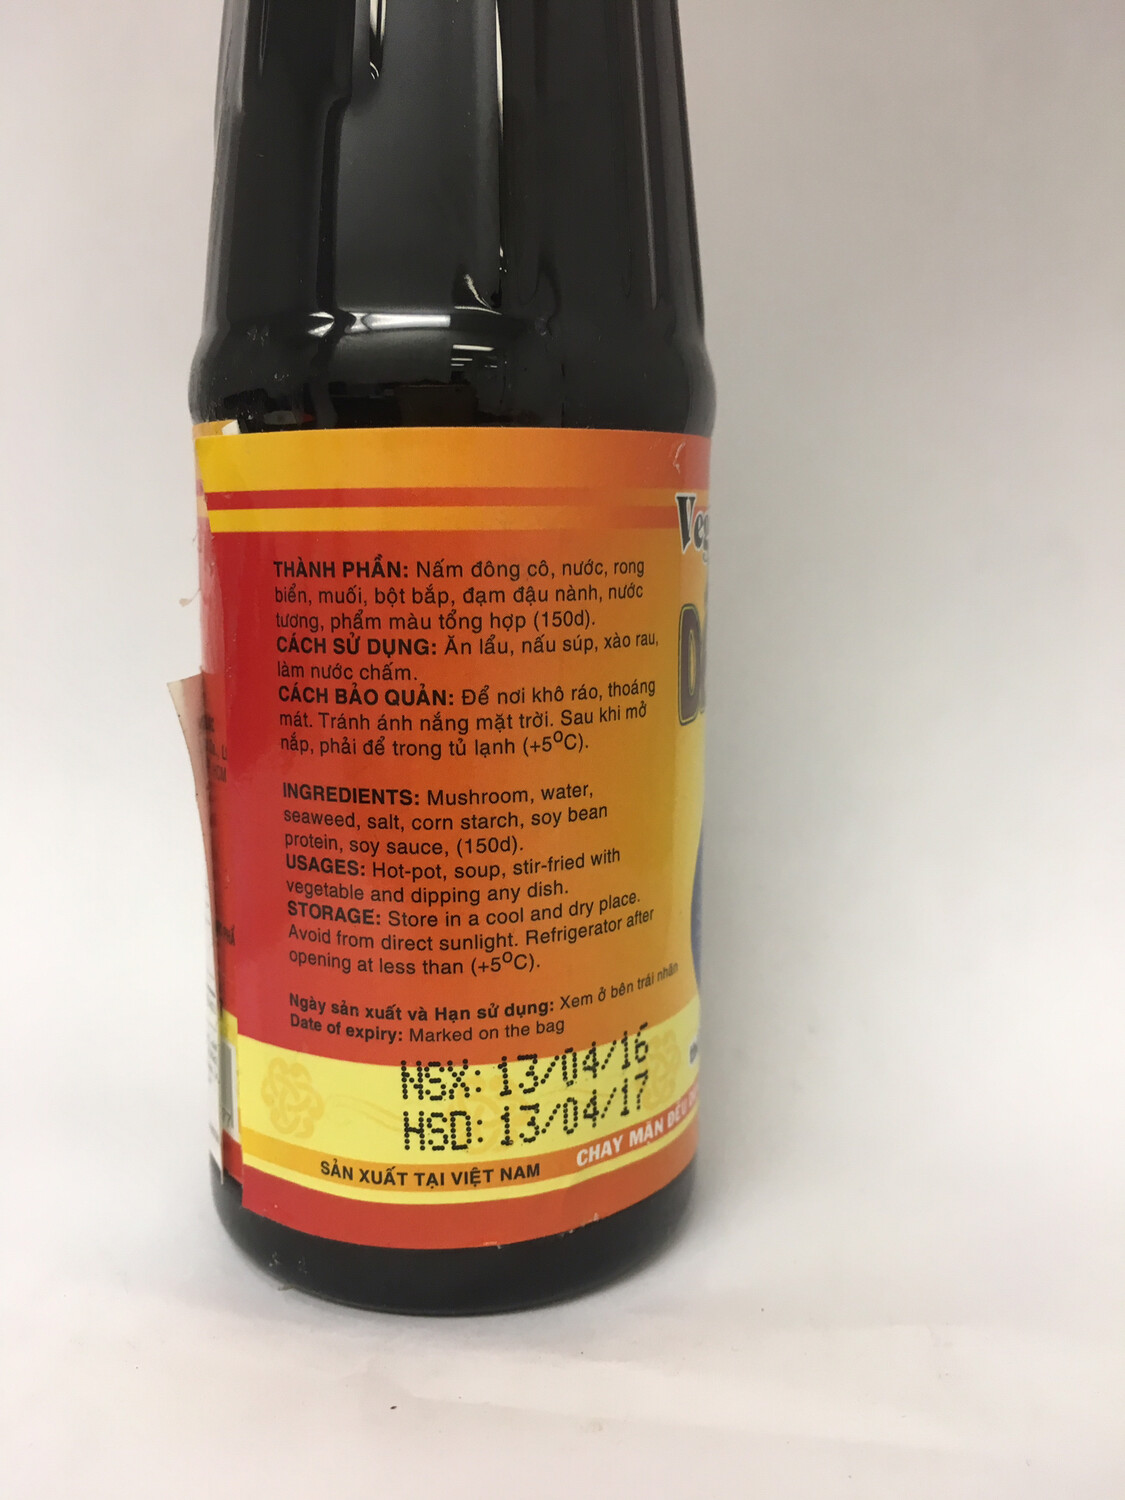 THÀNH PHẦN: Nấm đông cô, nước, rong
biển, muối, bột bắp, đạm đậu nành, nước
tương, phẩm màu tổng hợp (150d).
CÁCH SỬ DỤNG: Ăn lẩu, nấu súp, xào rau,
làm nước chấm.
CÁCH BẢO QUẢN: Để nơi khô ráo, thoáng
mát. Tránh ánh nắng mặt trời. Sau khi mở
nắp, phải để trong tủ lạnh (+5⁰C).
INGREDIENTS: Mushroom, water,
seaweed, salt, corn starch, soy bean
protein, soy sauce, (150d).
USAGES: Hot-pot, soup, stir-fried with
vegetable and dipping any dish.
STORAGE: Store in a cool and dry place.
Avoid from direct sunlight. Refrigerator after
opening at less than (+5⁰C).
Ngày sản xuất và Hạn sử dụng: Xem ở bên trái nhãn
Date of expiry: Marked on the bag
NSX: 13/04/16
HSD: 13/04/17
SẢN XUẤT TẠI VIỆT NAM
CHAY MẶN ĐỀU
Veg